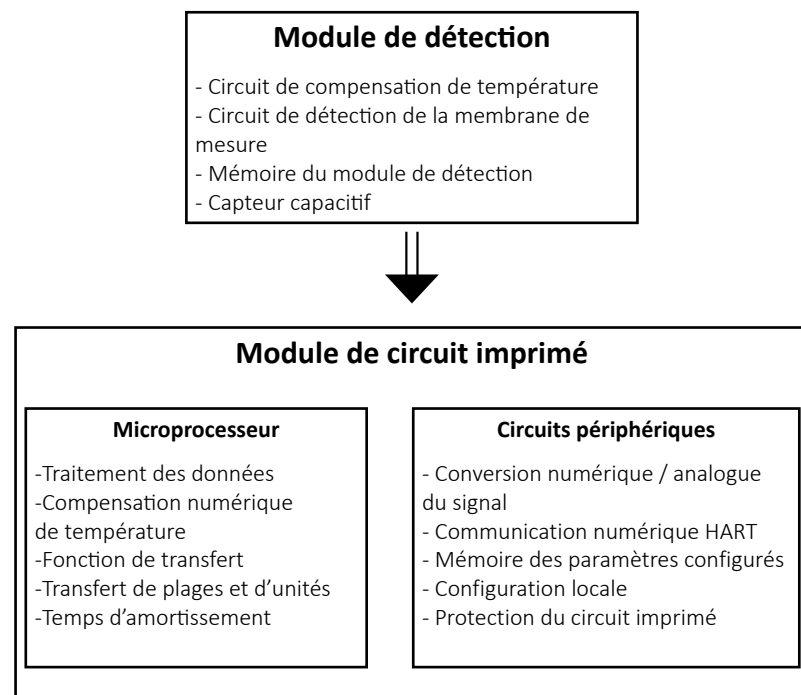 Module de détection
- Circuit de compensation de température
- Circuit de détection de la membrane de
mesure
- Mémoire du module de détection
- Capteur capacitif
Module de circuit imprimé
Microprocesseur
-Traitement des données
-Compensation numérique
de température
-Fonction de transfert
-Transfert de plages et d’unités
-Temps d’amortissement
Circuits périphériques
- Conversion numérique / analogue
du signal
- Communication numérique HART
- Mémoire des paramètres configurés
- Configuration locale
- Protection du circuit imprimé